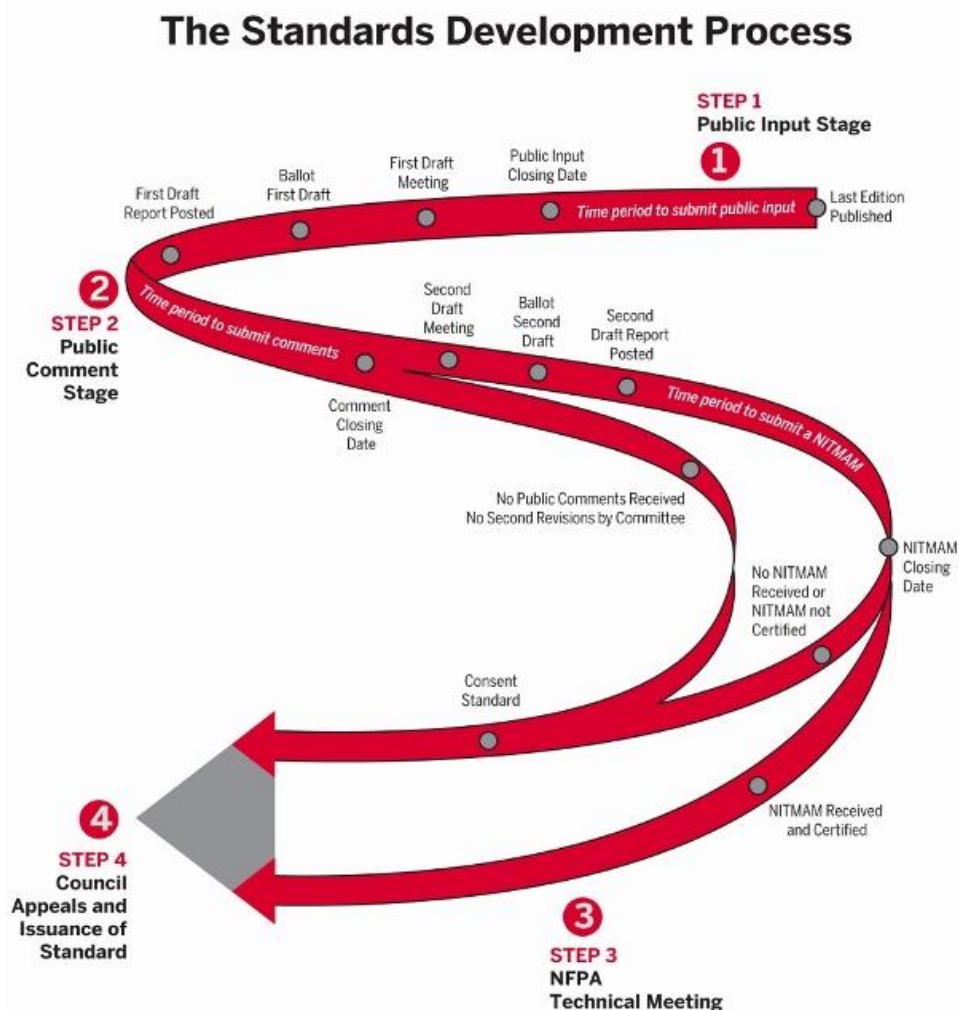 The Standards Development Process
STEP 1
Public Input Stage
1
Last Edition
Published
Time period to submit public input
Public Input
Closing Date
First Draft
Meeting
Ballot
First Draft
First Draft
Report Posted
2
STEP 2
Public
Comment
Stage
Time period to submit comments
Comment
Closing
Date
Second
Draft
Meeting
Ballot
Second
Draft
Second
Draft Report
Posted
Time period to submit a NITMAM
No Public Comments Received
No Second Revisions by Committee
NITMAM
Closing
Date
No NITMAM
Received or
NITMAM not
Certified
Consent
Standard
NITMAM Received
and Certified
3
STEP 3
NFPA
Technical Meeting
4
STEP 4
Council
Appeals and
Issuance of
Standard